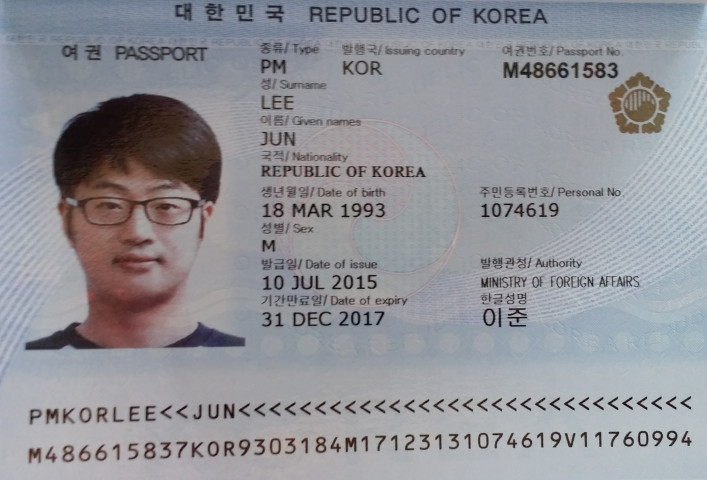 대한민국 REPUBLIC OF KOREA
여권 PASSPORT
종류/ Type 발행국/ Issuing country 여권번호/ Passport No.
PM KOR M48661583
성/ Surname
LEE
이름/ Given names
JUN
국적/ Nationality
REPUBLIC OF KOREA
생년월일/ Date of birth 주민등록번호/ Personal No.
18 MAR 1993 1074619
성별/ Sex
M
발급일/ Date of issue 발행관청/ Authority
10 JUL 2015 MINISTRY OF FOREIGN AFFAIRS
기간만료일/ Date of expiry 한글성명
31 DEC 2017 이준
PMKORLEE<<JUN<<<<<<<<<<<<<<<<<<<<<<<<<<<<<<<
M486615837KOR9303184M17123131074619V11760994